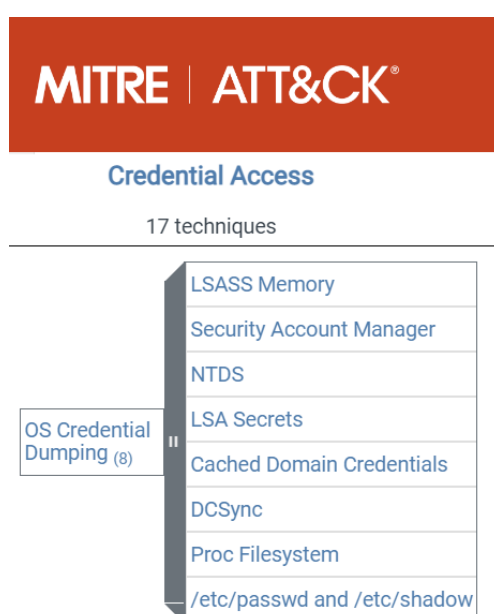 MITRE | ATT&CK®
Credential Access
17 techniques
OS Credential
Dumping (8)
LSASS Memory
Security Account Manager
NTDS
LSA Secrets
Cached Domain Credentials
DCSync
Proc Filesystem
/etc/passwd and /etc/shadow